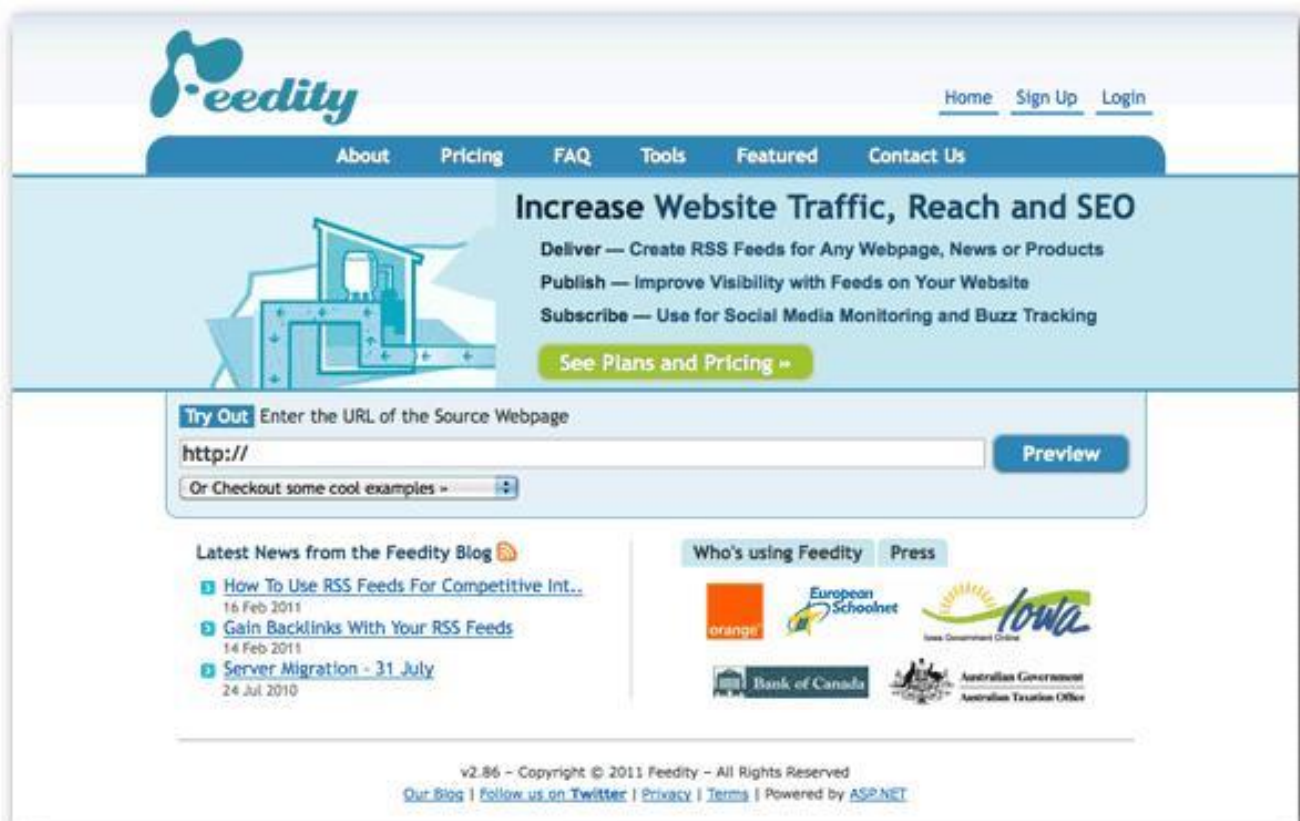 Feedity
Home Sign Up Login
About Pricing FAQ Tools Featured Contact Us
Increase Website Traffic, Reach and SEO
Deliver — Create RSS Feeds for Any Webpage, News or Products
Publish — Improve Visibility with Feeds on Your Website
Subscribe — Use for Social Media Monitoring and Buzz Tracking
See Plans and Pricing »
Try Out Enter the URL of the Source Webpage
http:// Preview
Or Checkout some cool examples »
Latest News from the Feedity Blog
How To Use RSS Feeds For Competitive Int..
16 Feb 2011
Gain Backlinks With Your RSS Feeds
14 Feb 2011
Server Migration - 31 July
24 Jul 2010
Who's using Feedity Press
orange
European
Schoolnet
Iowa
Iowa Government Online
Bank of Canada
Australian Government
Australian Taxation Office
v2.86 – Copyright © 2011 Feedity – All Rights Reserved
Our Blog | Follow us on Twitter | Privacy | Terms | Powered by ASP.NET